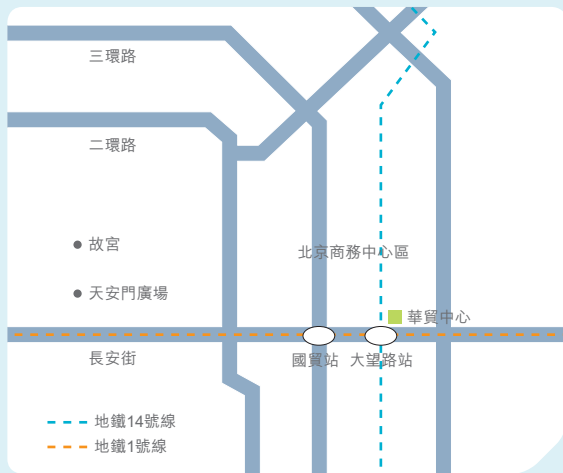 三環路
二環路
故宮
北京商務中心區
天安門廣場
華貿中心
長安街
國貿站
大望路站
地鐵14號線
地鐵1號線